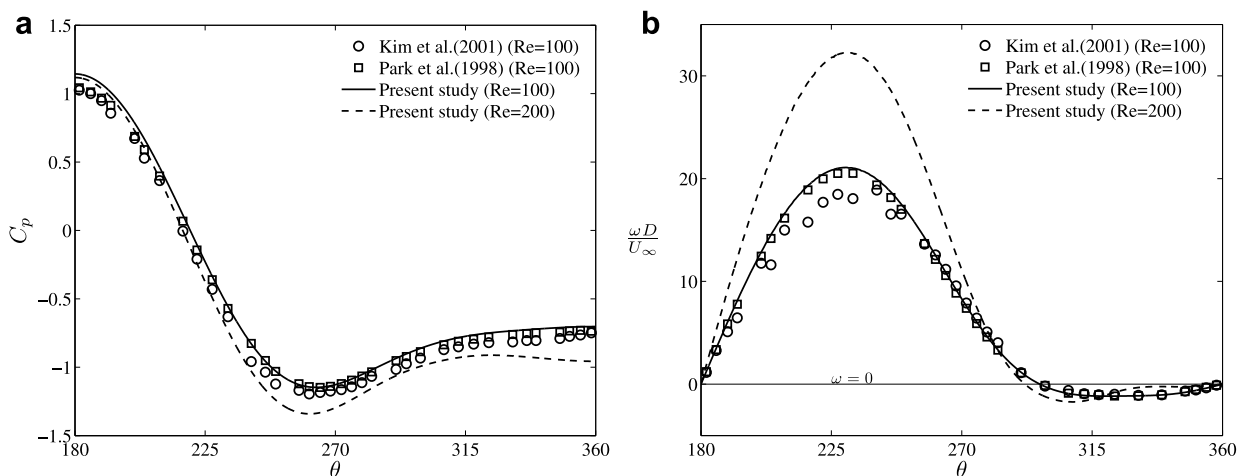 a
1.5
1
0.5
0
−0.5
−1
−1.5
180
225
270
315
360
C_p
θ
Kim et al.(2001) (Re=100)
Park et al.(1998) (Re=100)
Present study (Re=100)
Present study (Re=200)
b
30
20
10
0
180
225
270
315
360
ωD
U∞
θ
Kim et al.(2001) (Re=100)
Park et al.(1998) (Re=100)
Present study (Re=100)
Present study (Re=200)
ω = 0